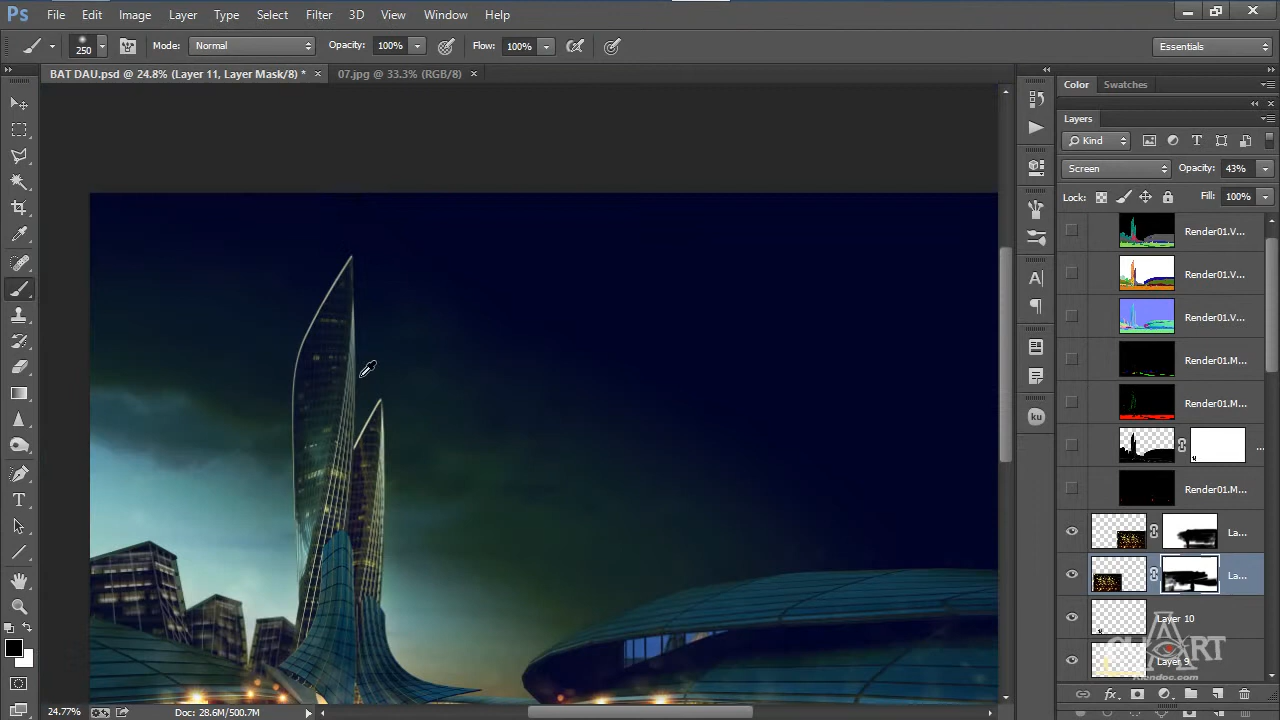 Ps File Edit Image Layer Type Select Filter 3D View Window Help
250 Mode: Normal Opacity: 100% Flow: 100% Essentials
BAT DAU.psd @ 24.8% (Layer 11, Layer Mask/8) * × 07.jpg @ 33.3% (RGB/8) ×
Color Swatches
Layers
Kind
Screen Opacity: 43%
Lock: Fill: 100%
Render01.V...
Render01.V...
Render01.V...
Render01.M...
Render01.M...
...
Render01.M...
La...
La...
Layer 10
Layer 9
Kiendoc.com
ku
24.77% Doc: 28.6M/500.7M